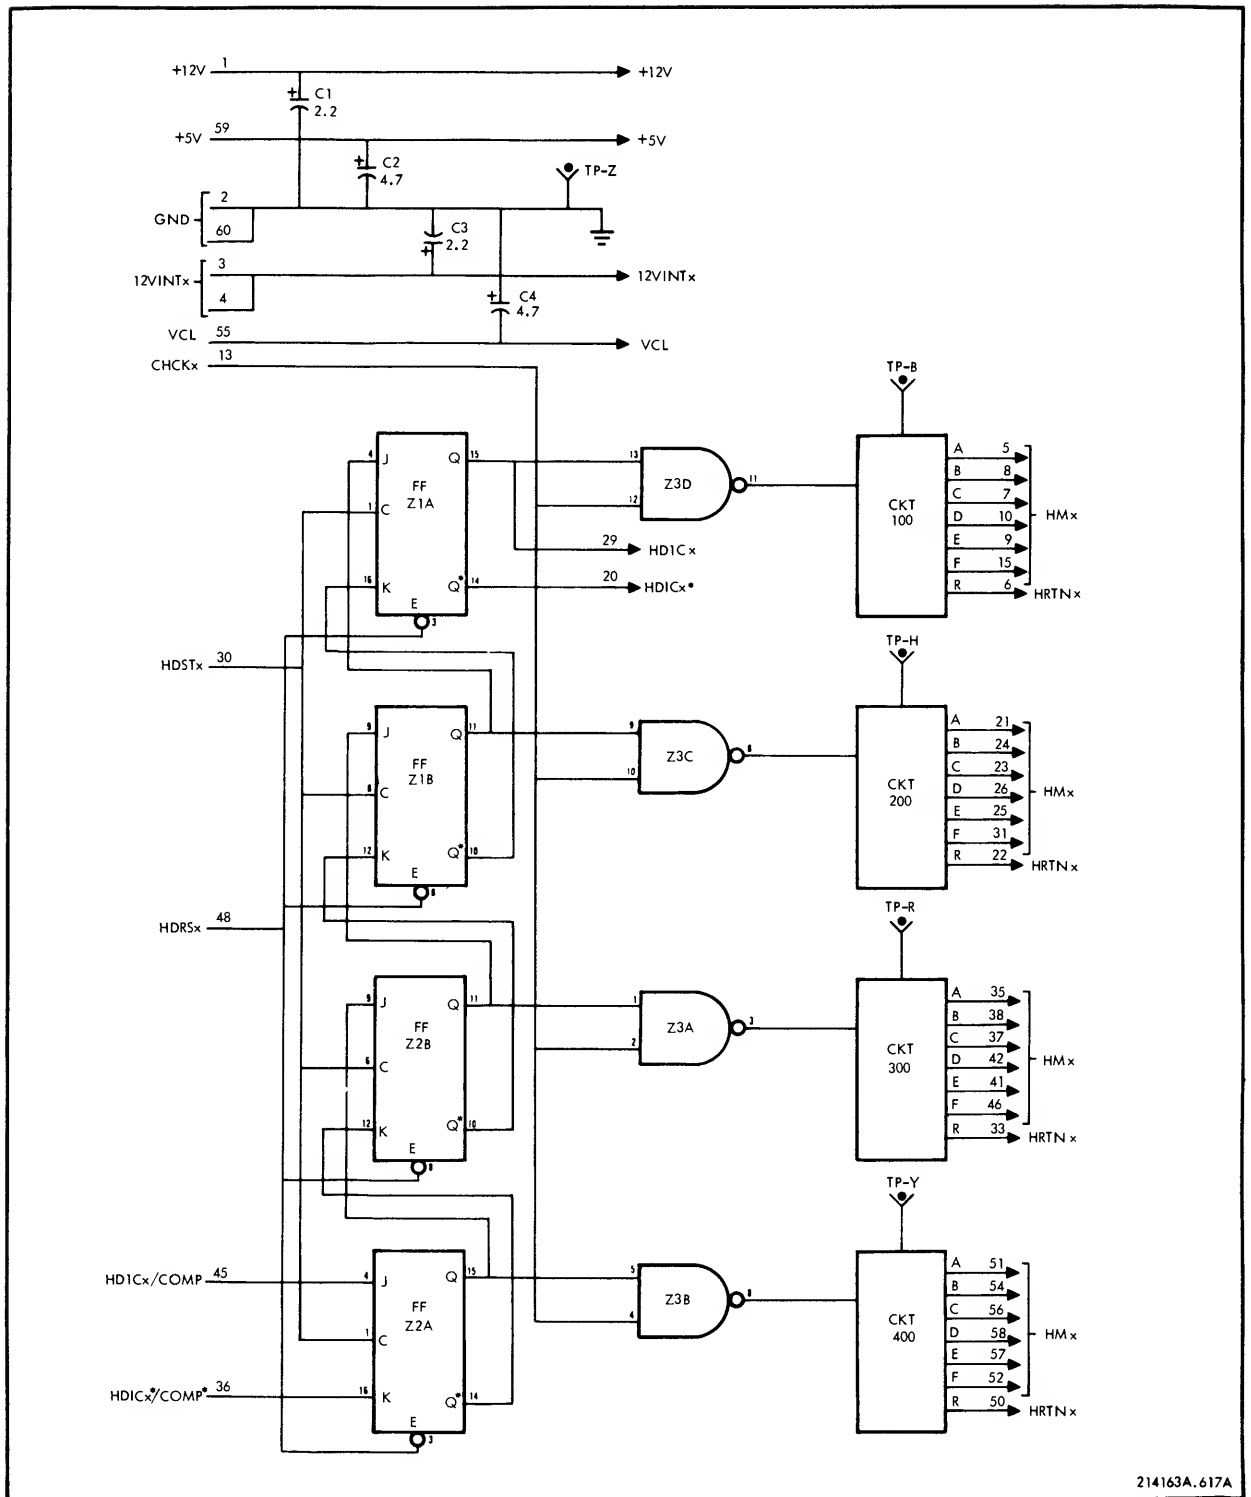 +12V 1 +12V
+ C1
2.2
+5V 59 +5V
+ C2
4.7
TP-Z
GND 2
60
C3
2.2
+
12VINTx 3 12VINTx
4
+ C4
4.7
VCL 55 VCL
CHCKx 13
TP-B
4 J Q 15
FF
Z1A
1 C
16 K Q* 14
E
3
13
Z3D 11
12
29 HD1Cx
20 HDICx*
CKT
100
A 5
B 8
C 7
D 10
E 9
F 15
HMx
R 6 HRTNx
HDSTx 30
TP-H
9 J Q 11
FF
Z1B
6 C
12 K Q* 10
E
9
Z3C
10
CKT
200
A 21
B 24
C 23
D 26
E 25
F 31
HMx
R 22 HRTNx
HDRSx 48
TP-R
9 J Q 11
FF
Z2B
6 C
12 K Q* 10
E
1
Z3A 3
2
CKT
300
A 35
B 38
C 37
D 42
E 41
F 46
HMx
R 33 HRTNx
TP-Y
HD1Cx/COMP 45
4 J Q 15
FF
Z2A
1 C
HDICx*/COMP* 36
16 K Q* 14
E
3
5
Z3B
4
CKT
400
A 51
B 54
C 56
D 58
E 57
F 52
HMx
R 50 HRTNx
214163A.617A